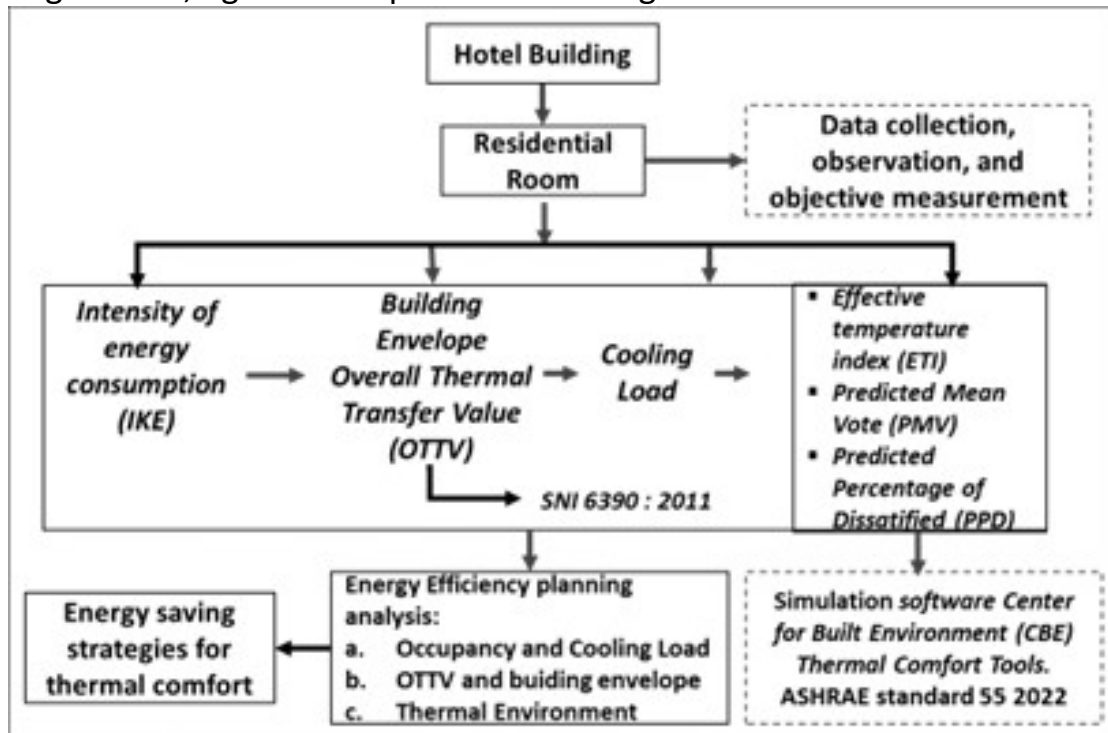 Hotel Building
Residential
Room
Data collection,
observation, and
objective measurement
Intensity of
energy
consumption
(IKE)
Building
Envelope
Overall Thermal
Transfer Value
(OTTV)
SNI 6390 : 2011
Cooling
Load
▪ Effective
temperature
index (ETI)
▪ Predicted Mean
Vote (PMV)
▪ Predicted
Percentage of
Dissatified (PPD)
Energy saving
strategies for
thermal comfort
Energy Efficiency planning
analysis:
a. Occupancy and Cooling Load
b. OTTV and buiding envelope
c. Thermal Environment
Simulation software Center
for Built Environment (CBE)
Thermal Comfort Tools.
ASHRAE standard 55 2022